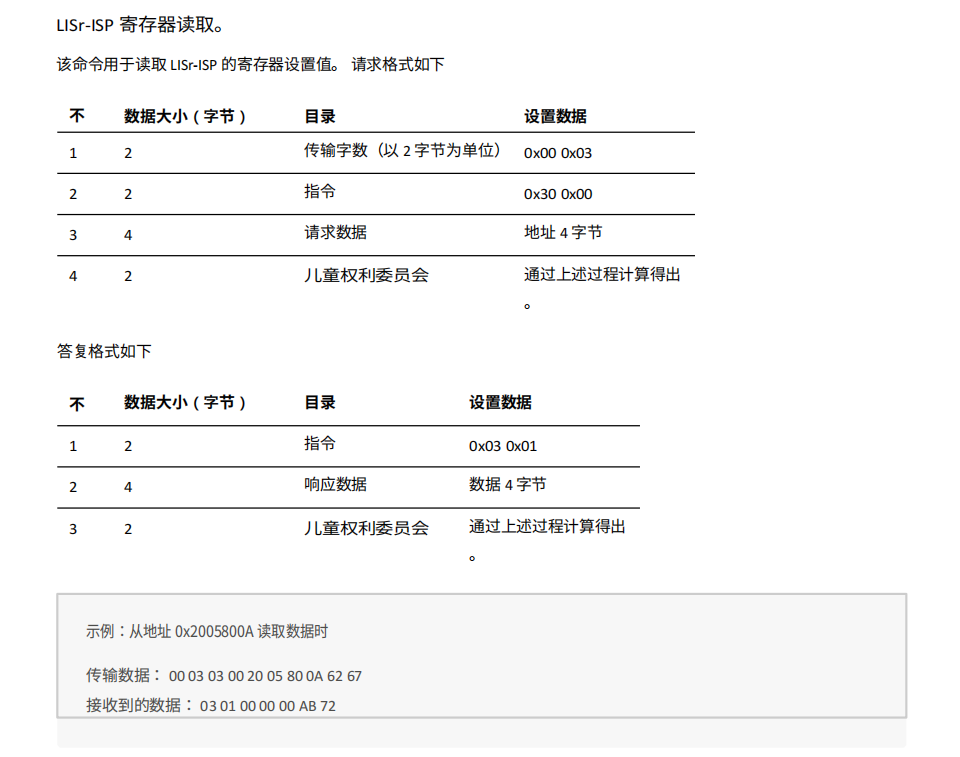 LISr-ISP 寄存器读取。
该命令用于读取 LISr-ISP 的寄存器设置值。 请求格式如下
不 数据大小（字节） 目录 设置数据
1 2 传输字数（以 2 字节为单位） 0x00 0x03
2 2 指令 0x30 0x00
3 4 请求数据 地址 4 字节
4 2 儿童权利委员会 通过上述过程计算得出
。
答复格式如下
不 数据大小（字节） 目录 设置数据
1 2 指令 0x03 0x01
2 4 响应数据 数据 4 字节
3 2 儿童权利委员会 通过上述过程计算得出
。
示例：从地址 0x2005800A 读取数据时
传输数据： 00 03 03 00 20 05 80 0A 62 67
接收到的数据： 03 01 00 00 00 AB 72